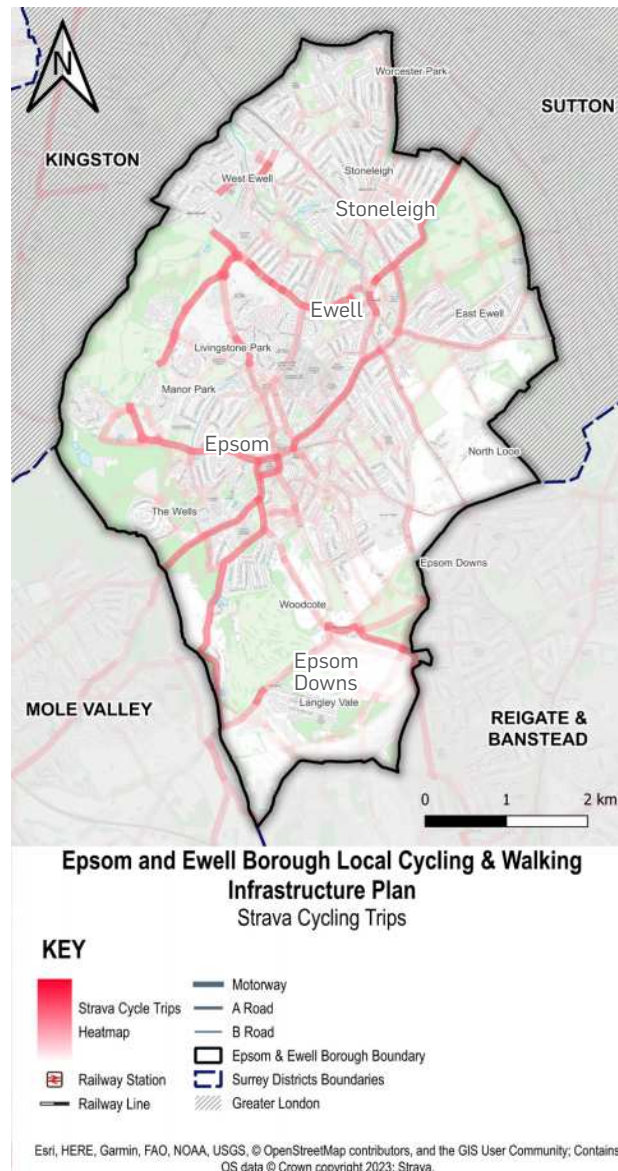 N
Worcester Park
SUTTON
KINGSTON
West Ewell
Stoneleigh
Stoneleigh
Ewell
East Ewell
Livingstone Park
Manor Park
Epsom
North Looe
The Wells
Epsom Downs
Woodcote
Epsom
Downs
MOLE VALLEY
Langley Vale
REIGATE &
BANSTEAD
0 1 2 km
Epsom and Ewell Borough Local Cycling & Walking
Infrastructure Plan
Strava Cycling Trips
KEY
Strava Cycle Trips
Heatmap
Railway Station
Railway Line
Motorway
A Road
B Road
Epsom & Ewell Borough Boundary
Surrey Districts Boundaries
Greater London
Esri, HERE, Garmin, FAO, NOAA, USGS, © OpenStreetMap contributors, and the GIS User Community; Contains
OS data © Crown copyright 2023; Strava.